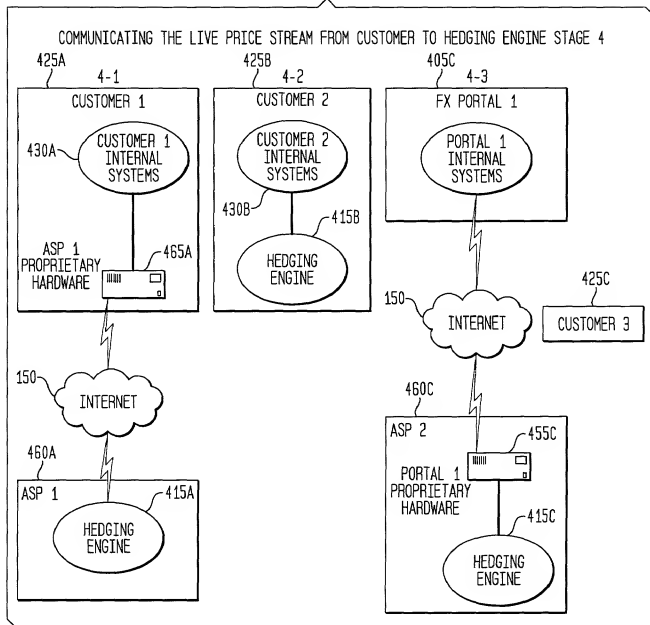 COMMUNICATING THE LIVE PRICE STREAM FROM CUSTOMER TO HEDGING ENGINE STAGE 4
425A
4-1
CUSTOMER 1
430A
CUSTOMER 1
INTERNAL
SYSTEMS
ASP 1
PROPRIETARY
HARDWARE
465A
150
INTERNET
460A
ASP 1
415A
HEDGING
ENGINE
425B
4-2
CUSTOMER 2
CUSTOMER 2
INTERNAL
SYSTEMS
430B
415B
HEDGING
ENGINE
405C
4-3
FX PORTAL 1
PORTAL 1
INTERNAL
SYSTEMS
150
INTERNET
425C
CUSTOMER 3
460C
ASP 2
455C
PORTAL 1
PROPRIETARY
HARDWARE
415C
HEDGING
ENGINE